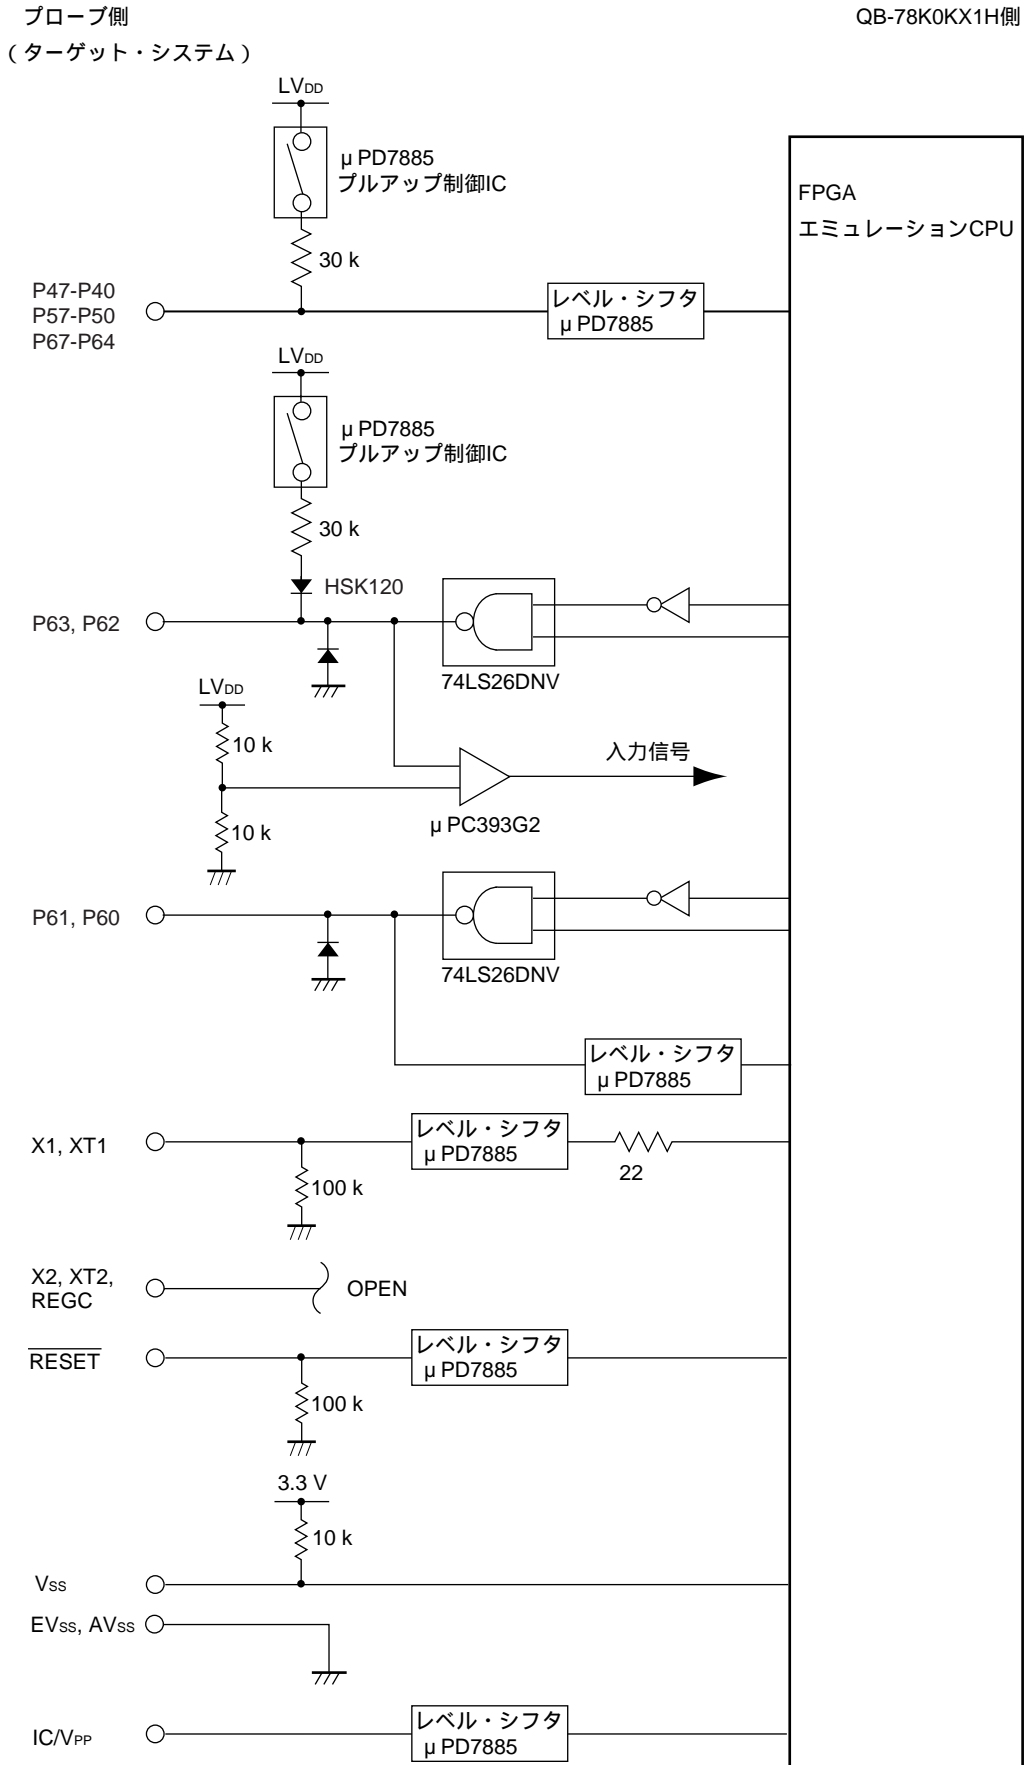 プローブ側
QB-78K0KX1H側
(ターゲット・システム)
LVDD
μPD7885
プルアップ制御IC
FPGA
エミュレーションCPU
30 k
P47-P40
P57-P50
P67-P64
レベル・シフタ
μPD7885
LVDD
μPD7885
プルアップ制御IC
30 k
HSK120
P63, P62
74LS26DNV
LVDD
10 k
入力信号
μPC393G2
10 k
P61, P60
74LS26DNV
レベル・シフタ
μPD7885
X1, XT1
レベル・シフタ
μPD7885
22
100 k
X2, XT2,
REGC
OPEN
RESET
レベル・シフタ
μPD7885
100 k
3.3 V
10 k
VSS
EVSS, AVSS
IC/VPP
レベル・シフタ
μPD7885